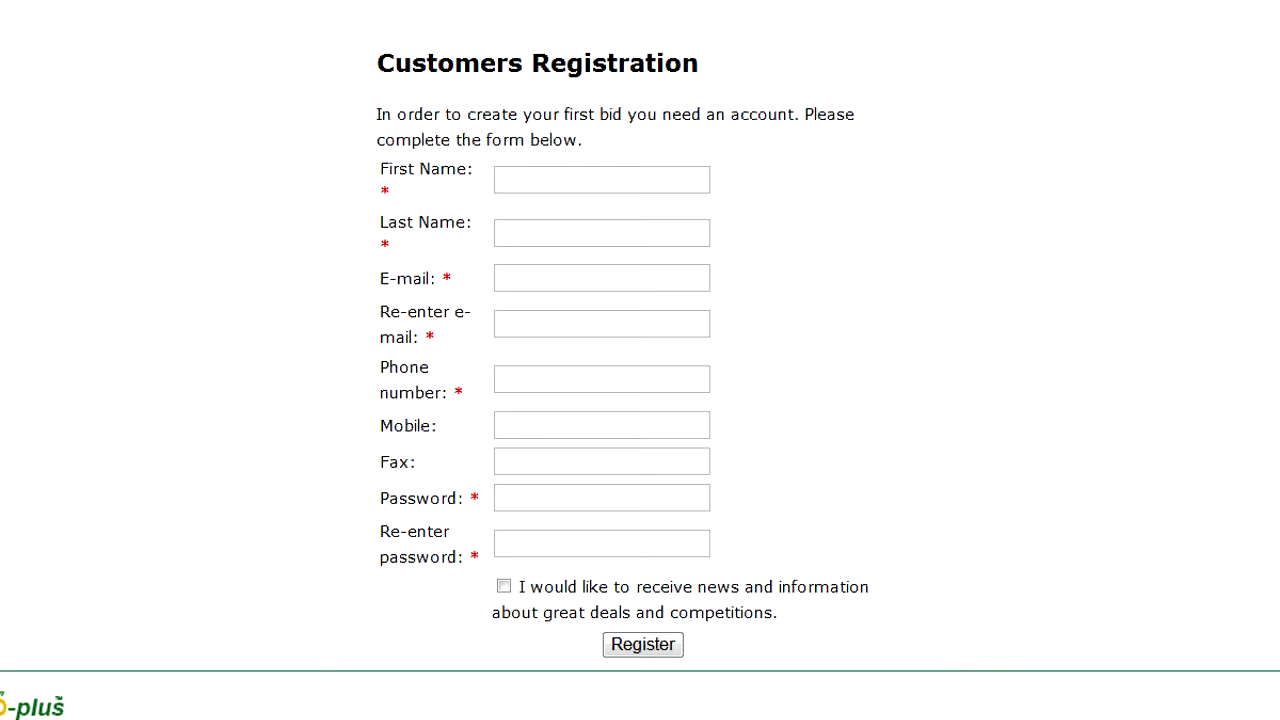 Customers Registration
In order to create your first bid you need an account. Please
complete the form below.
First Name:
*
Last Name:
*
E-mail: *
Re-enter e-
mail: *
Phone
number: *
Mobile:
Fax:
Password: *
Re-enter
password: *
I would like to receive news and information
about great deals and competitions.
Register
-plus